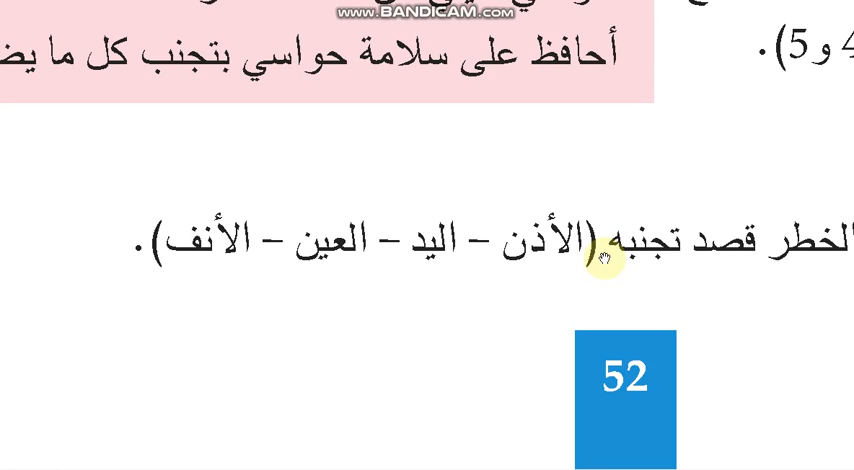 www.BANDICAM.com
4 و5).
أحافظ على سلامة حواسي بتجنب كل ما
الخطر قصد تجنبه (الأذن – اليد – العين – الأنف).
52